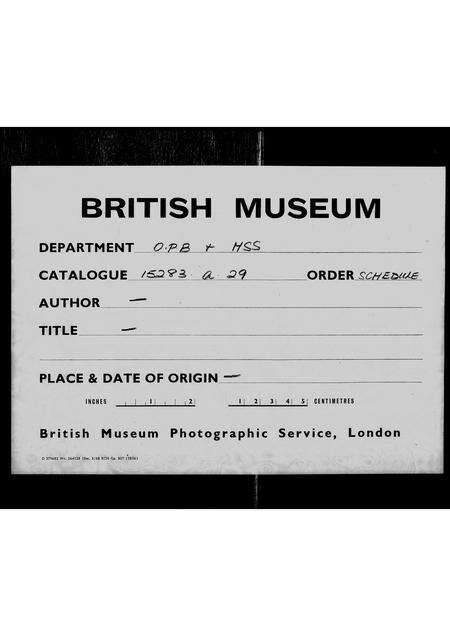 BRITISH MUSEUM
DEPARTMENT O.P.B + MSS
CATALOGUE 15283 a 29 ORDER SCHEDULE
AUTHOR —
TITLE —
PLACE & DATE OF ORIGIN —
INCHES 1 2 1 2 3 4 5 CENTIMETRES
British Museum Photographic Service, London